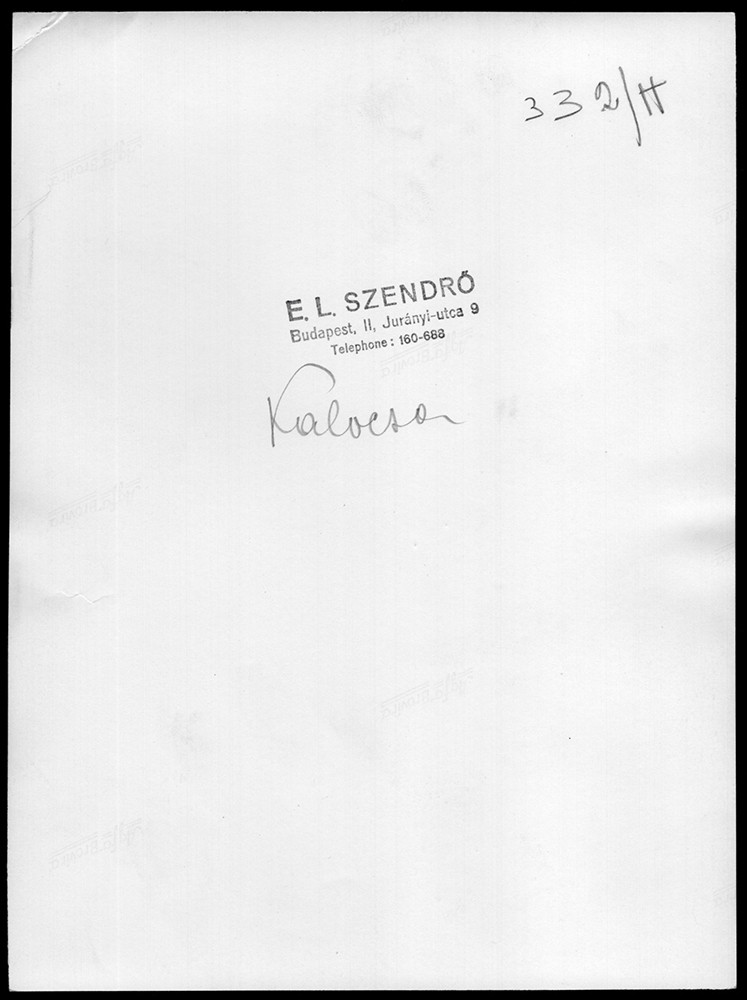 332/H
E. L. SZENDRŐ
Budapest, II, Jurányi-utca 9
Telephone: 160-688
Kalocsa